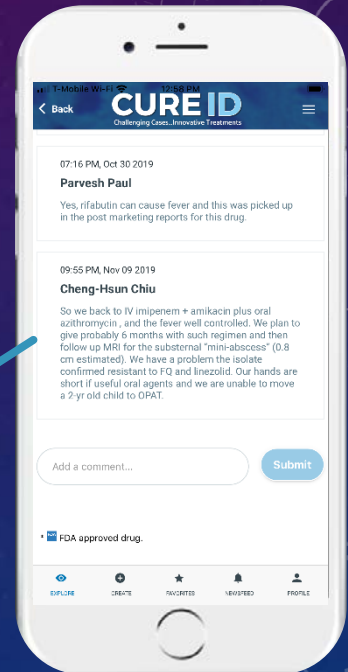 T-Mobile Wi-Fi 12:58 PM
Back
CURE ID
Challenging Cases..Innovative Treatments
07:16 PM, Oct 30 2019
Parvesh Paul
Yes, rifabutin can cause fever and this was picked up
in the post marketing reports for this drug.
09:55 PM, Nov 09 2019
Cheng-Hsun Chiu
So we back to IV imipenem + amikacin plus oral
azithromycin , and the fever well controlled. We plan to
give probably 6 months with such regimen and then
follow up MRI for the substernal "mini-abscess" (0.8
cm estimated). We have a problem the isolate
confirmed resistant to FQ and linezolid. Our hands are
short if useful oral agents and we are unable to move
a 2-yr old child to OPAT.
Add a comment...
Submit
* FDA approved drug.
EXPLORE CREATE FAVORITES NEWSFEED PROFILE